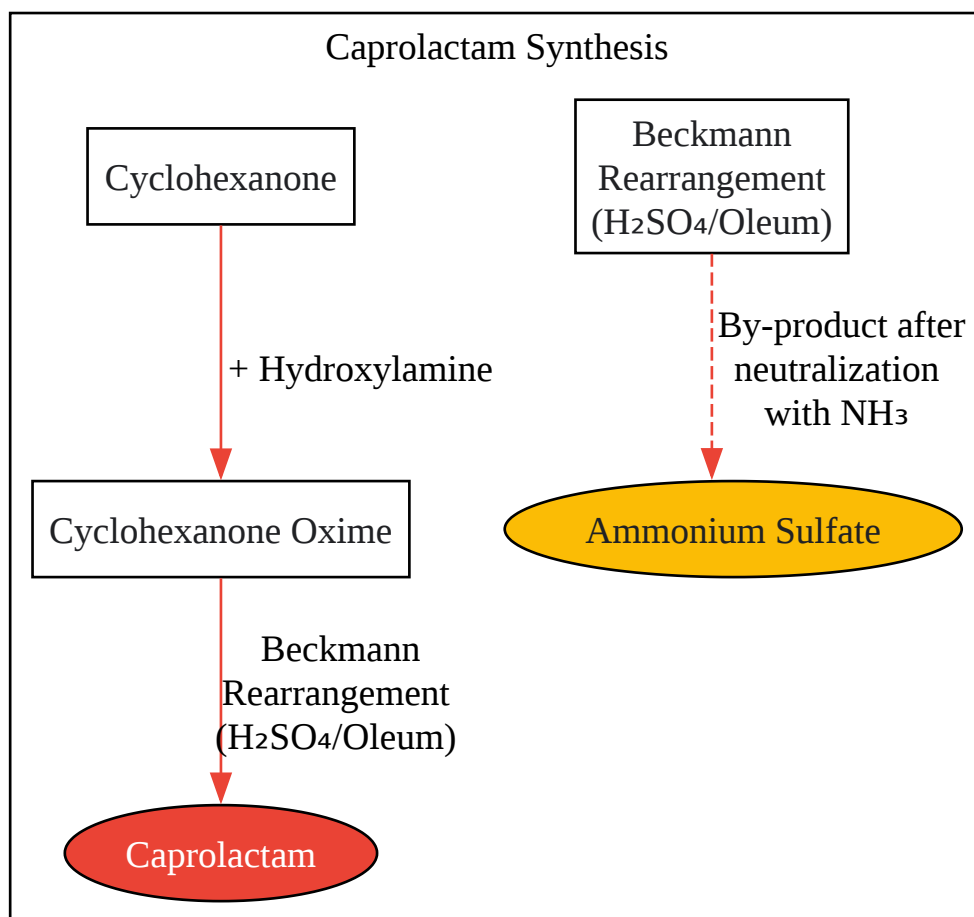 Caprolactam Synthesis
Cyclohexanone
+ Hydroxylamine
Cyclohexanone Oxime
Beckmann
Rearrangement
(H₂SO₄/Oleum)
Caprolactam
Beckmann
Rearrangement
(H₂SO₄/Oleum)
By-product after
neutralization
with NH₃
Ammonium Sulfate